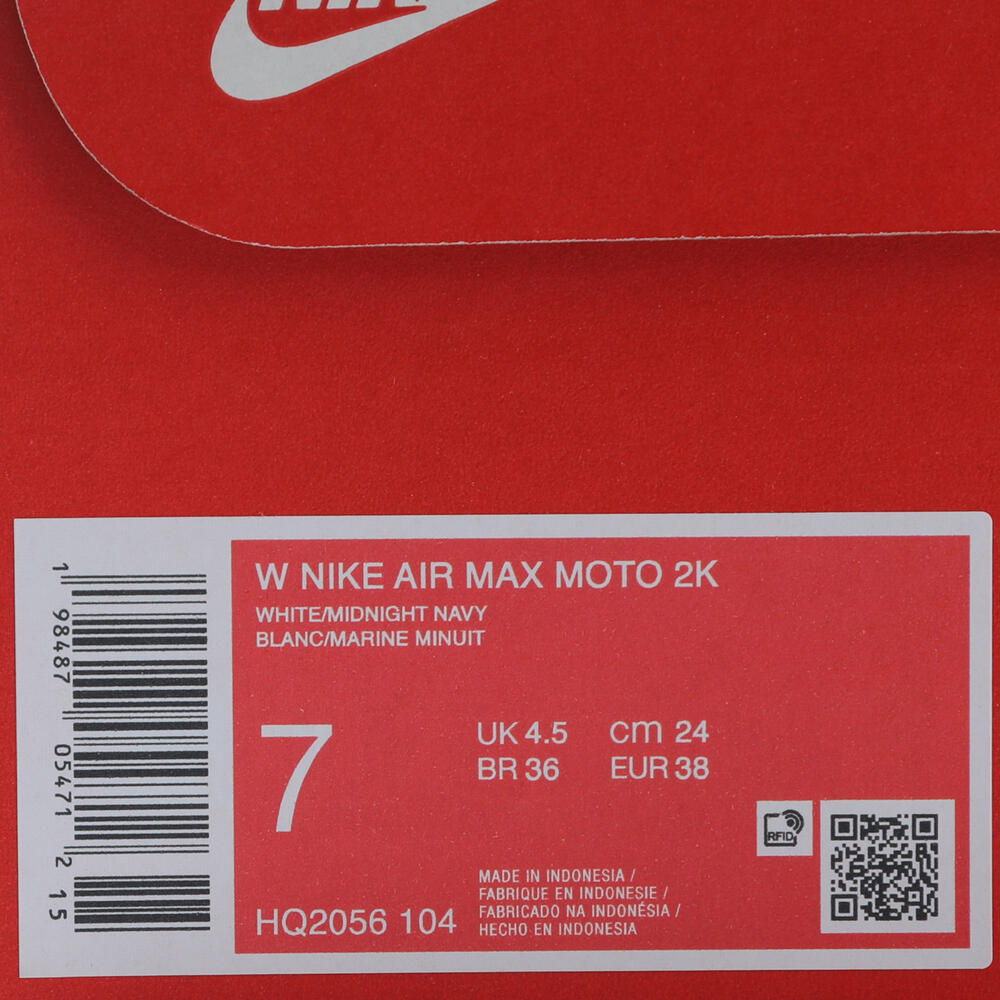 W NIKE AIR MAX MOTO 2K
WHITE/MIDNIGHT NAVY
BLANC/MARINE MINUIT
7
UK 4.5 cm 24
BR 36 EUR 38
RFID
MADE IN INDONESIA /
FABRIQUE EN INDONESIE /
FABRICADO NA INDONÉSIA /
HECHO EN INDONESIA
HQ2056 104
1 98487 05471 2 15